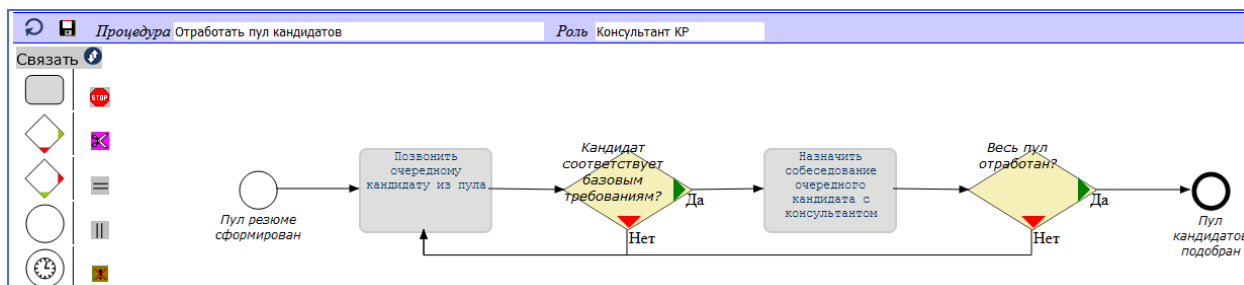 Процедура Отработать пул кандидатов Роль Консультант КР
Связать
STOP
Позвонить
очередному
кандидату из пула
Кандидат
соответствует
базовым
требованиям?
Назначить
собеседование
очередного
кандидата с
консультантом
Весь пул
отработан?
Да
Да
Пул резюме
сформирован
Нет
Нет
Пул
кандидатов
подобран